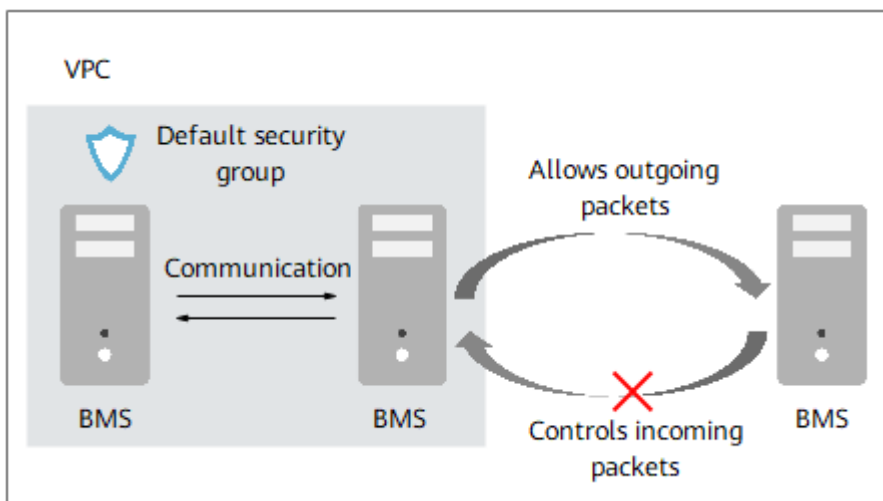 VPC
Default security
group
Allows outgoing
packets
Communication
BMS
BMS
BMS
Controls incoming
packets